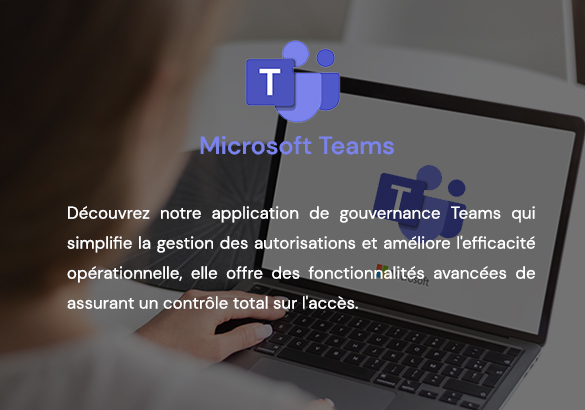 T
Microsoft Teams
Découvrez notre application de gouvernance Teams qui
simplifie la gestion des autorisations et améliore l'efficacité
opérationnelle, elle offre des fonctionnalités avancées de
assurant un contrôle total sur l'accès.
T